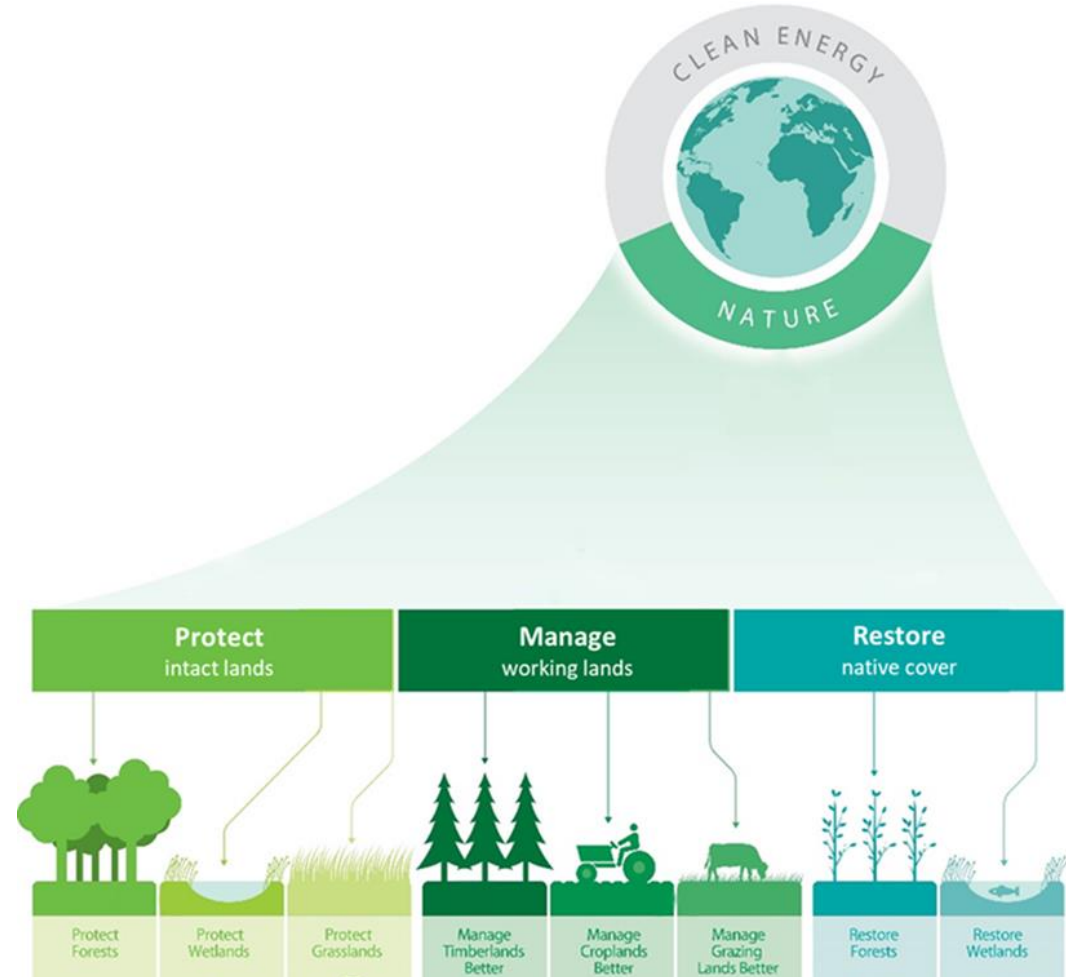 CLEAN ENERGY
NATURE
Protect
intact lands
Manage
working lands
Restore
native cover
Protect
Forests
Protect
Wetlands
Protect
Grasslands
Manage
Timberlands
Better
Manage
Croplands
Better
Manage
Grazing
Lands Better
Restore
Forests
Restore
Wetlands